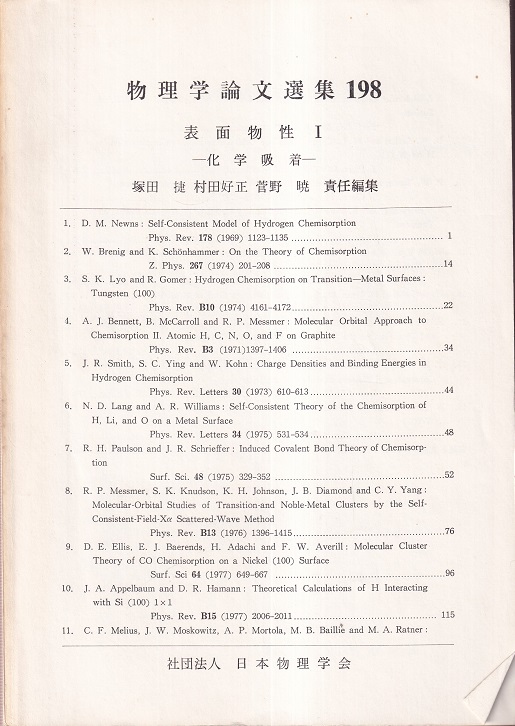 物理学論文選集 198
表面物性 I
—化学吸着—
塚田 捷 村田好正 菅野 暁 責任編集
1. D. M. Newns : Self-Consistent Model of Hydrogen Chemisorption
Phys. Rev. 178 (1969) 1123-1135 ........ 1
2. W. Brenig and K. Schönhammer : On the Theory of Chemisorption
Z. Phys. 267 (1974) 201-208 ........ 14
3. S. K. Lyo and R. Gomer : Hydrogen Chemisorption on Transition—Metal Surfaces :
Tungsten (100)
Phys. Rev. B10 (1974) 4161-4172 ........ 22
4. A. J. Bennett, B. McCarroll and R. P. Messmer : Molecular Orbital Approach to
Chemisorption II. Atomic H, C, N, O, and F on Graphite
Phys. Rev. B3 (1971)1397-1406 ........ 34
5. J. R. Smith, S. C. Ying and W. Kohn : Charge Densities and Binding Energies in
Hydrogen Chemisorption
Phys. Rev. Letters 30 (1973) 610-613 ........ 44
6. N. D. Lang and A. R. Williams : Self-Consistent Theory of the Chemisorption of
H, Li, and O on a Metal Surface
Phys. Rev. Letters 34 (1975) 531-534 ........ 48
7. R. H. Paulson and J. R. Schrieffer : Induced Covalent Bond Theory of Chemisorp-
tion
Surf. Sci. 48 (1975) 329-352 ........ 52
8. R. P. Messmer, S. K. Knudson, K. H. Johnson, J. B. Diamond and C. Y. Yang :
Molecular-Orbital Studies of Transition-and Noble-Metal Clusters by the Self-
Consistent-Field-Xα Scattered-Wave Method
Phys. Rev. B13 (1976) 1396-1415 ........ 76
9. D. E. Ellis, E. J. Baerends, H. Adachi and F. W. Averill : Molecular Cluster
Theory of CO Chemisorption on a Nickel (100) Surface
Surf. Sci 64 (1977) 649-667 ........ 96
10. J. A. Appelbaum and D. R. Hamann : Theoretical Calculations of H Interacting
with Si (100) 1×1
Phys. Rev. B15 (1977) 2006-2011 ........ 115
11. C. F. Melius, J. W. Moskowitz, A. P. Mortola, M. B. Baillie and M. A. Ratner :
社団法人 日本物理学会